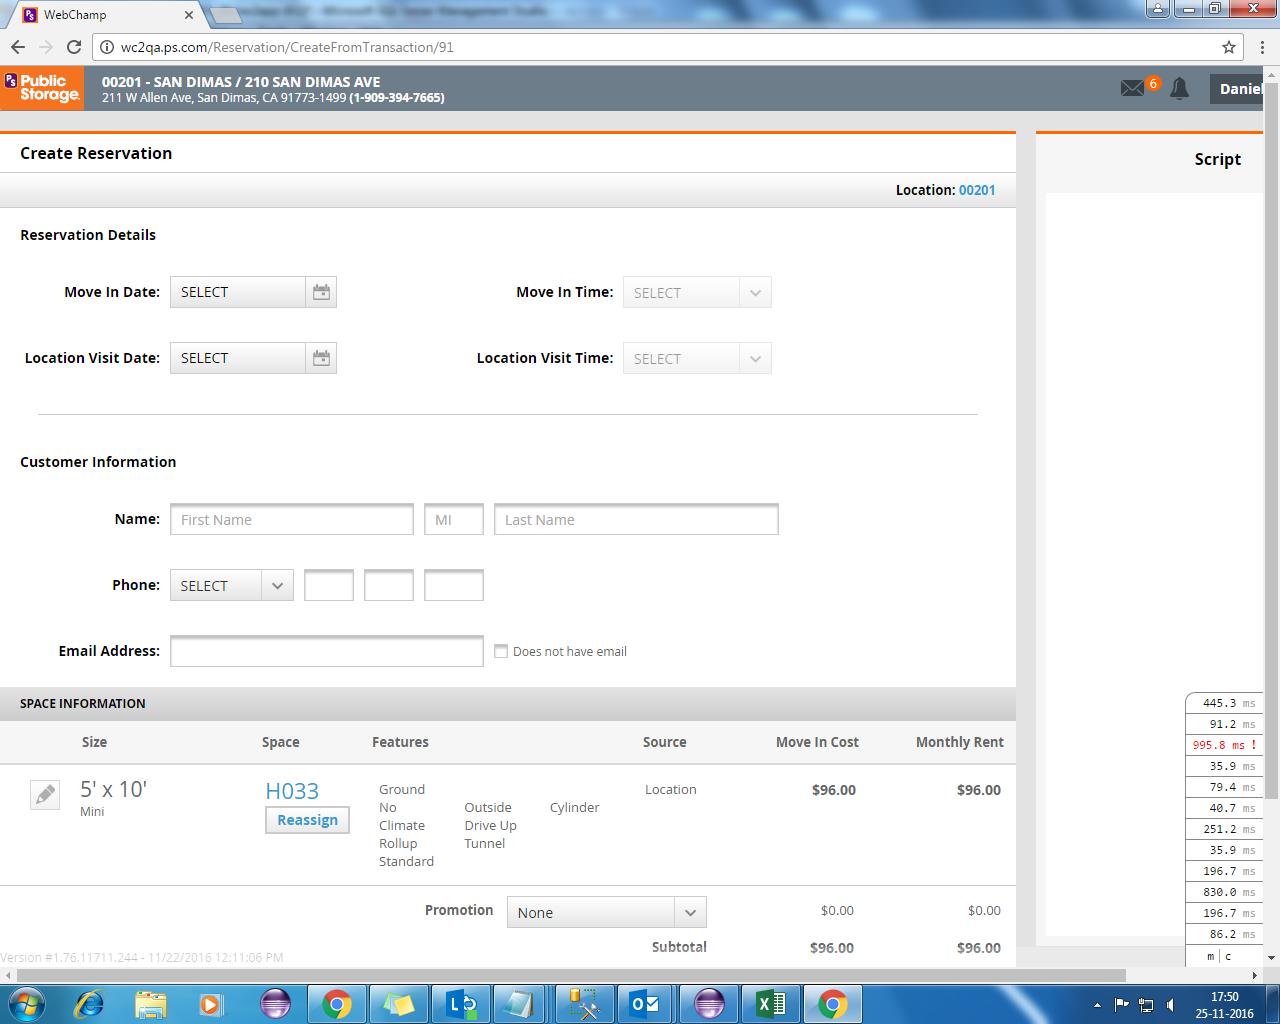 WebChamp
wc2qa.ps.com/Reservation/CreateFromTransaction/91
PS Public Storage.
00201 - SAN DIMAS / 210 SAN DIMAS AVE
211 W Allen Ave, San Dimas, CA 91773-1499 (1-909-394-7665)
6
Daniel
Create Reservation
Script
Location: 00201
Reservation Details
Move In Date: SELECT Move In Time: SELECT
Location Visit Date: SELECT Location Visit Time: SELECT
Customer Information
Name: First Name MI Last Name
Phone: SELECT
Email Address: Does not have email
SPACE INFORMATION
Size Space Features Source Move In Cost Monthly Rent
5' x 10' H033 Ground Location $96.00 $96.00
Mini Reassign No Outside Cylinder
Climate Drive Up
Rollup Tunnel
Standard
Promotion None $0.00 $0.00
Subtotal $96.00 $96.00
Version #1.76.11711.244 - 11/22/2016 12:11:06 PM
445.3 ms
91.2 ms
995.8 ms !
35.9 ms
79.4 ms
40.7 ms
251.2 ms
35.9 ms
196.7 ms
830.0 ms
196.7 ms
86.2 ms
m | c
17:50
25-11-2016